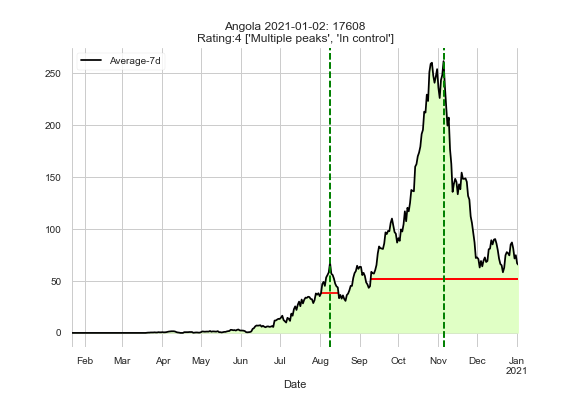 Angola 2021-01-02: 17608
Rating:4 ['Multiple peaks', 'In control']
Average-7d
250
200
150
100
50
0
Feb Mar Apr May Jun Jul Aug Sep Oct Nov Dec Jan
2021
Date